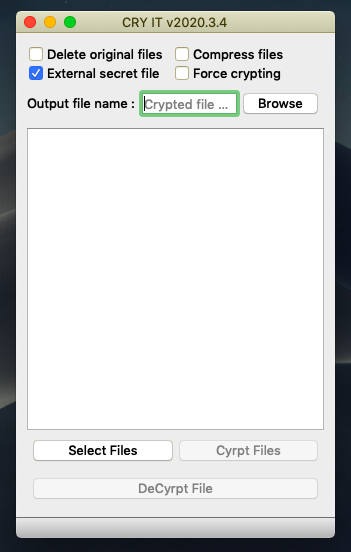 CRY IT v2020.3.4
Delete original files Compress files
External secret file Force crypting
Output file name : Crypted file ... Browse
Select Files Cyrpt Files
DeCyrpt File